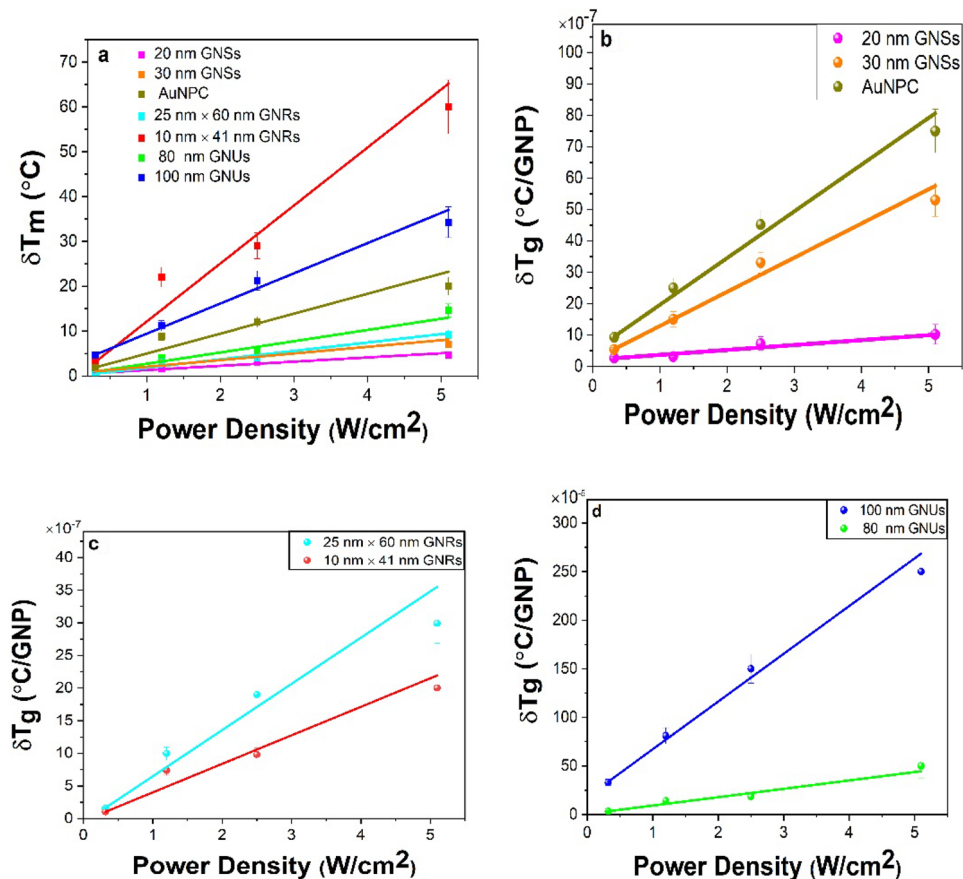 a
20 nm GNSs
30 nm GNSs
AuNPC
25 nm × 60 nm GNRs
10 nm × 41 nm GNRs
80 nm GNUs
100 nm GNUs
δTm (°C)
70
60
50
40
30
20
10
0
0 1 2 3 4 5
Power Density (W/cm2)
×10-7
b
20 nm GNSs
30 nm GNSs
AuNPC
δTg (°C/GNP)
100
90
80
70
60
50
40
30
20
10
0
0 1 2 3 4 5
Power Density (W/cm2)
×10-7
c
25 nm × 60 nm GNRs
10 nm × 41 nm GNRs
δTg (°C/GNP)
40
35
30
25
20
15
10
5
0
0 1 2 3 4 5
Power Density (W/cm2)
d
100 nm GNUs
80 nm GNUs
δTg (°C/GNP)
300
250
200
150
100
50
0
0 1 2 3 4 5
Power Density (W/cm2)